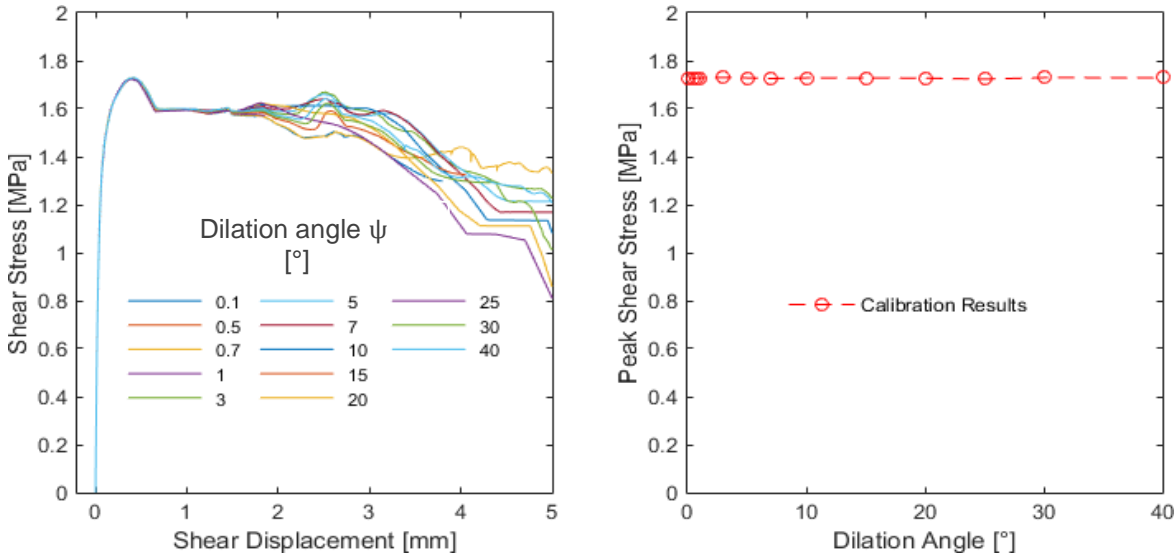 2
1.8
1.6
1.4
1.2
1
0.8
0.6
0.4
0.2
0
Shear Stress [MPa]
Dilation angle ψ
[°]
0.1 5 25
0.5 7 30
0.7 10 40
1 15
3 20
0 1 2 3 4 5
Shear Displacement [mm]
2
1.8
1.6
1.4
1.2
1
0.8
0.6
0.4
0.2
0
Peak Shear Stress [MPa]
Calibration Results
0 10 20 30 40
Dilation Angle [°]